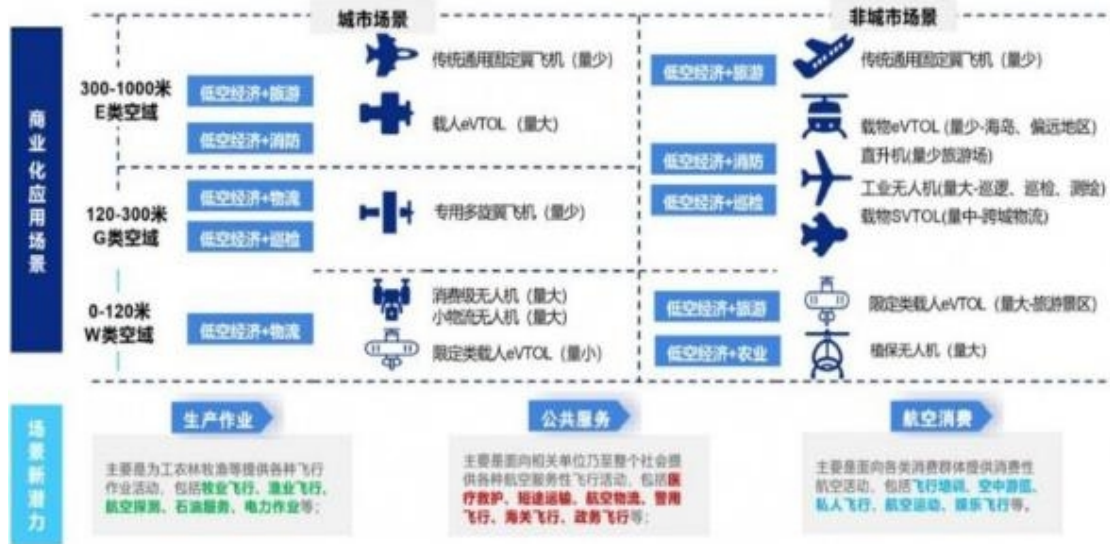 城市场景
非城市场景
商业化应用场景
300-1000米
E类空域
低空经济+旅游
低空经济+消防
传统通用固定翼飞机（量少）
载人eVTOL（量大）
低空经济+旅游
传统通用固定翼飞机（量少）
载物eVTOL (量少-海岛、偏远地区)
低空经济+消防
直升机(量少旅游场)
低空经济+巡检
工业无人机(量大-巡逻、巡检、测绘)
载物SVTOL(量中-跨城物流)
120-300米
G类空域
低空经济+物流
低空经济+巡检
专用多旋翼飞机（量少）
0-120米
W类空域
低空经济+物流
消费级无人机（量大）
小物流无人机（量大）
限定类载人eVTOL（量小）
低空经济+旅游
限定类载人eVTOL（量大-旅游景区）
低空经济+农业
植保无人机（量大）
场景新潜力
生产作业
主要是为工农林牧渔等提供各种飞行
作业活动，包括牧业飞行、渔业飞行、
航空探测、石油服务、电力作业等；
公共服务
主要是面向相关单位乃至整个社会提
供各种航空服务性飞行活动，包括医
疗救护、短途运输、航空物流、警用
飞行、海关飞行、政务飞行等；
航空消费
主要是面向各类消费群体提供消费性
航空活动，包括飞行培训、空中游览、
私人飞行、航空运动、娱乐飞行等。